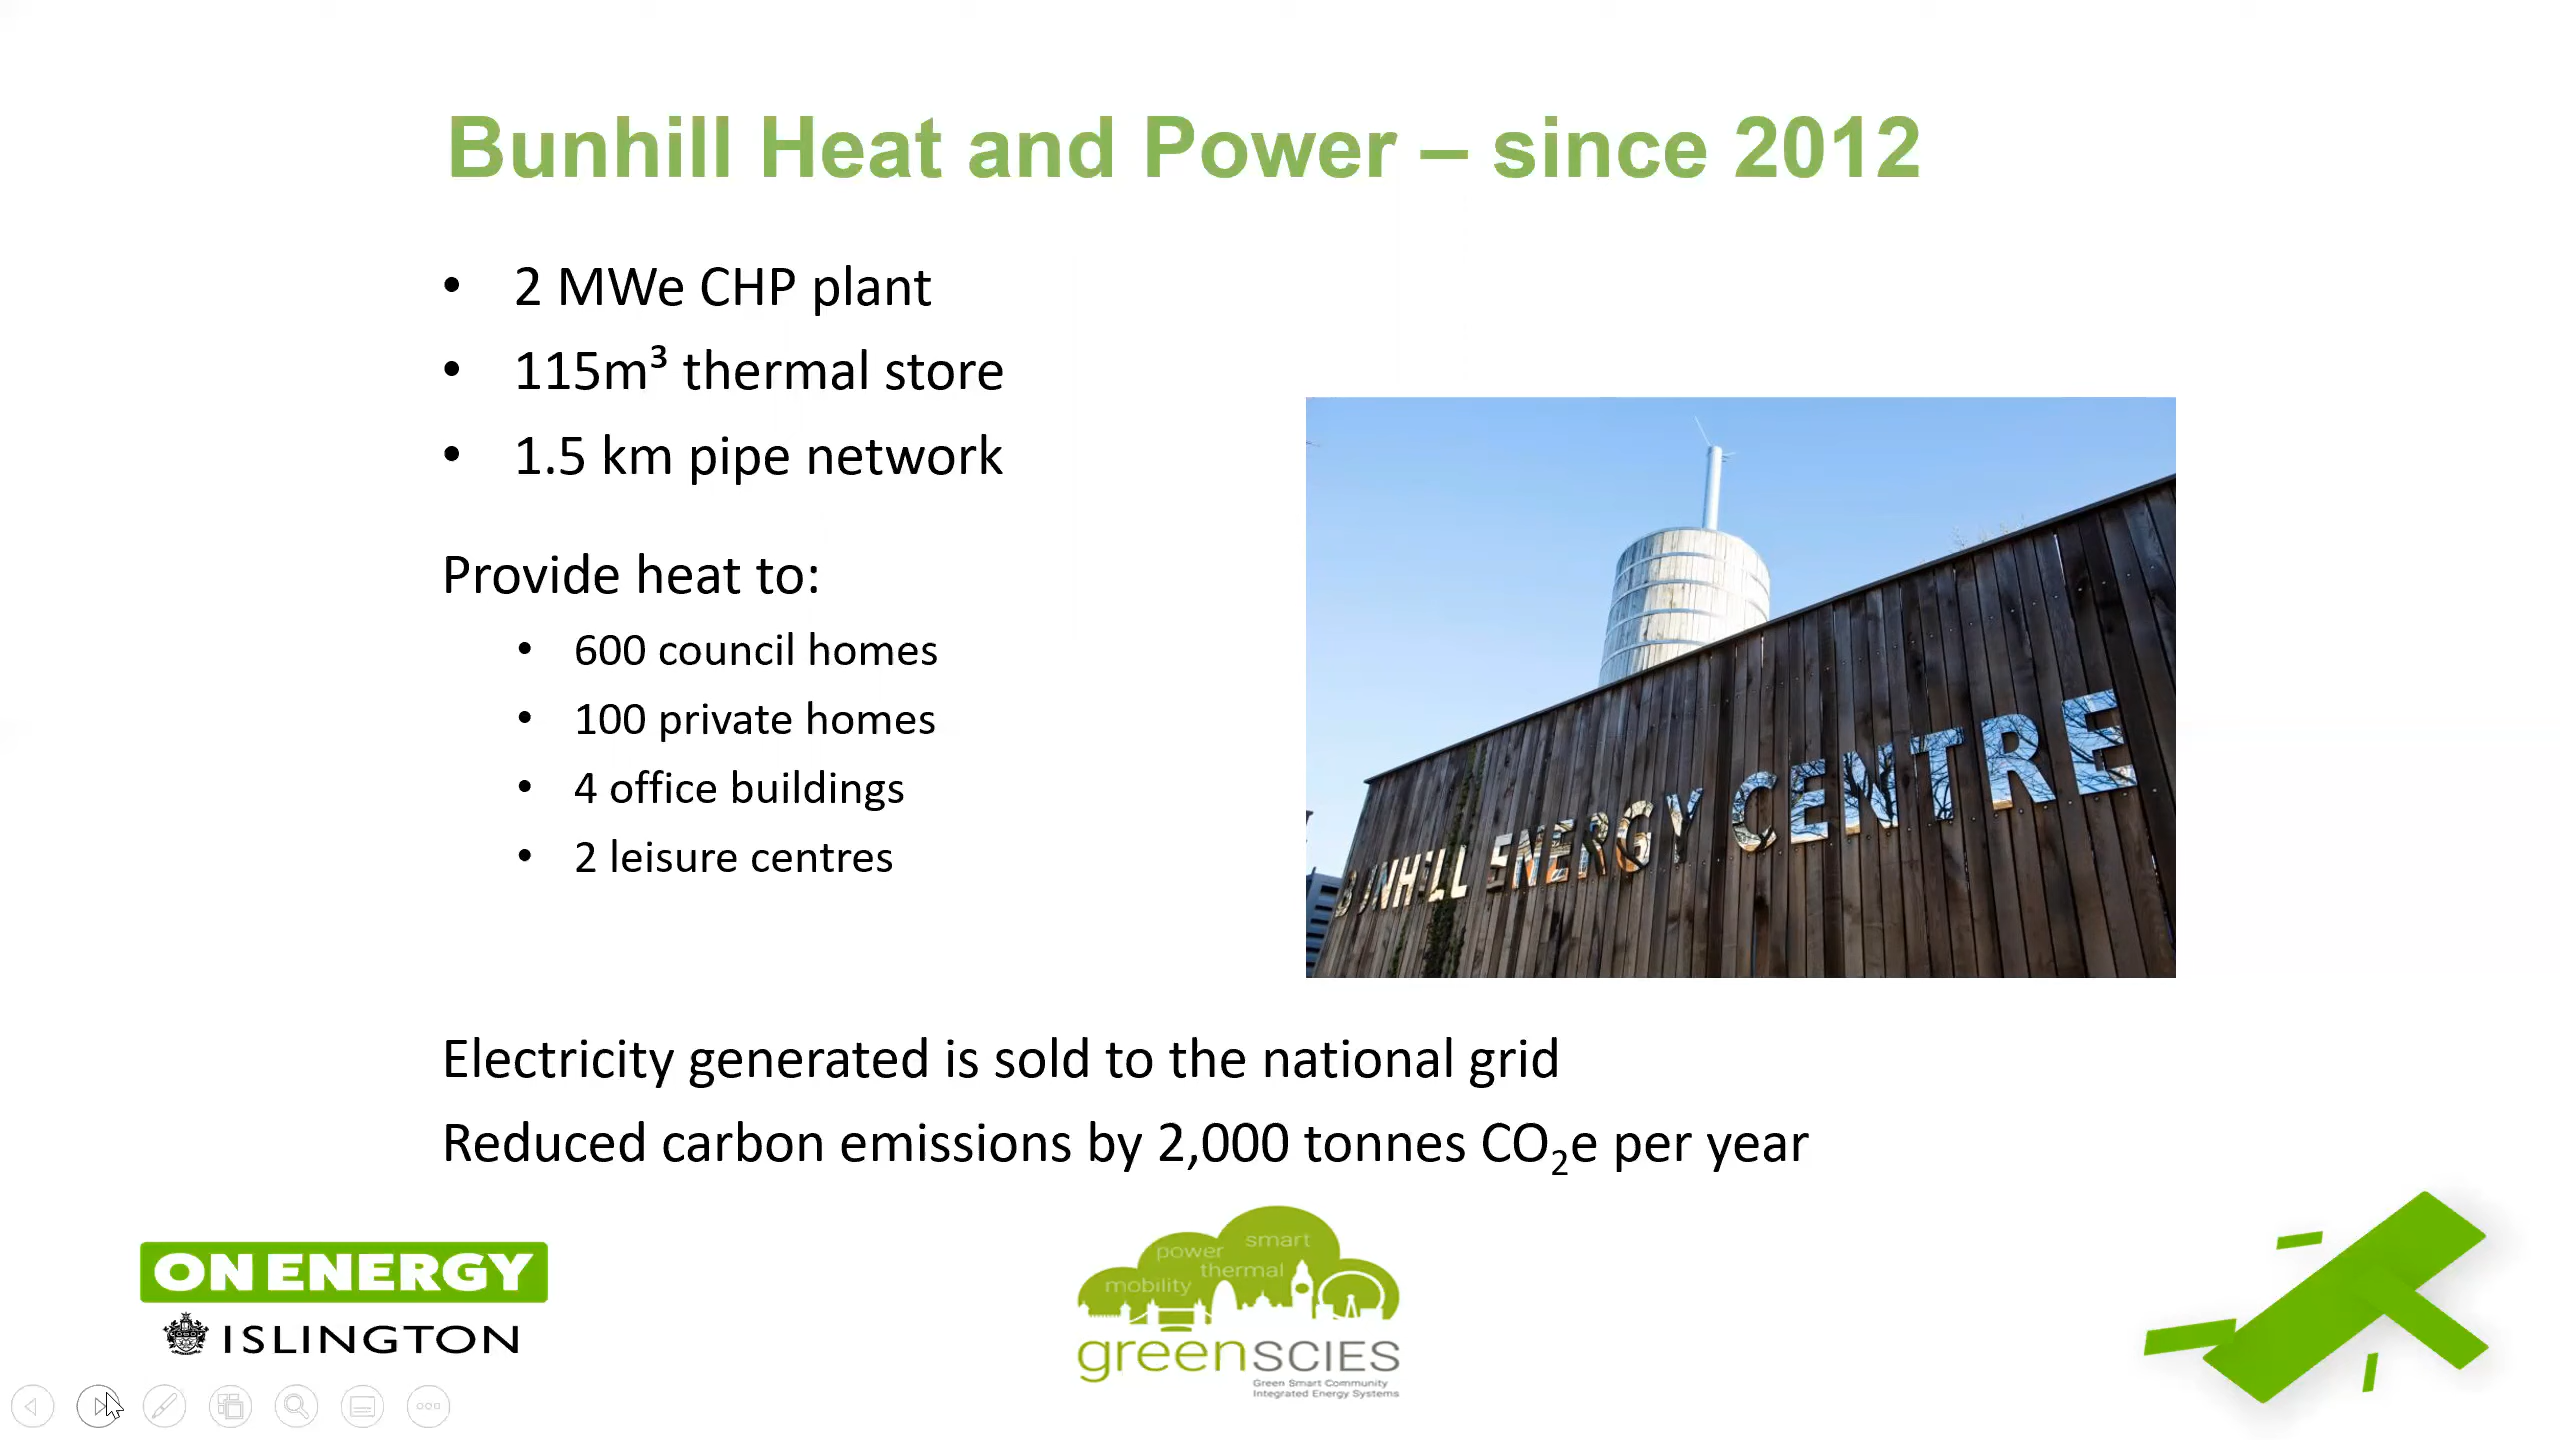 Bunhill Heat and Power – since 2012
• 2 MWe CHP plant
• 115m³ thermal store
• 1.5 km pipe network
Provide heat to:
• 600 council homes
• 100 private homes
• 4 office buildings
• 2 leisure centres
BUNHILL ENERGY CENTRE
Electricity generated is sold to the national grid
Reduced carbon emissions by 2,000 tonnes CO₂e per year
ON ENERGY
ISLINGTON
smart
power
thermal
mobility
greenSCIES
Green Smart Community
Integrated Energy Systems